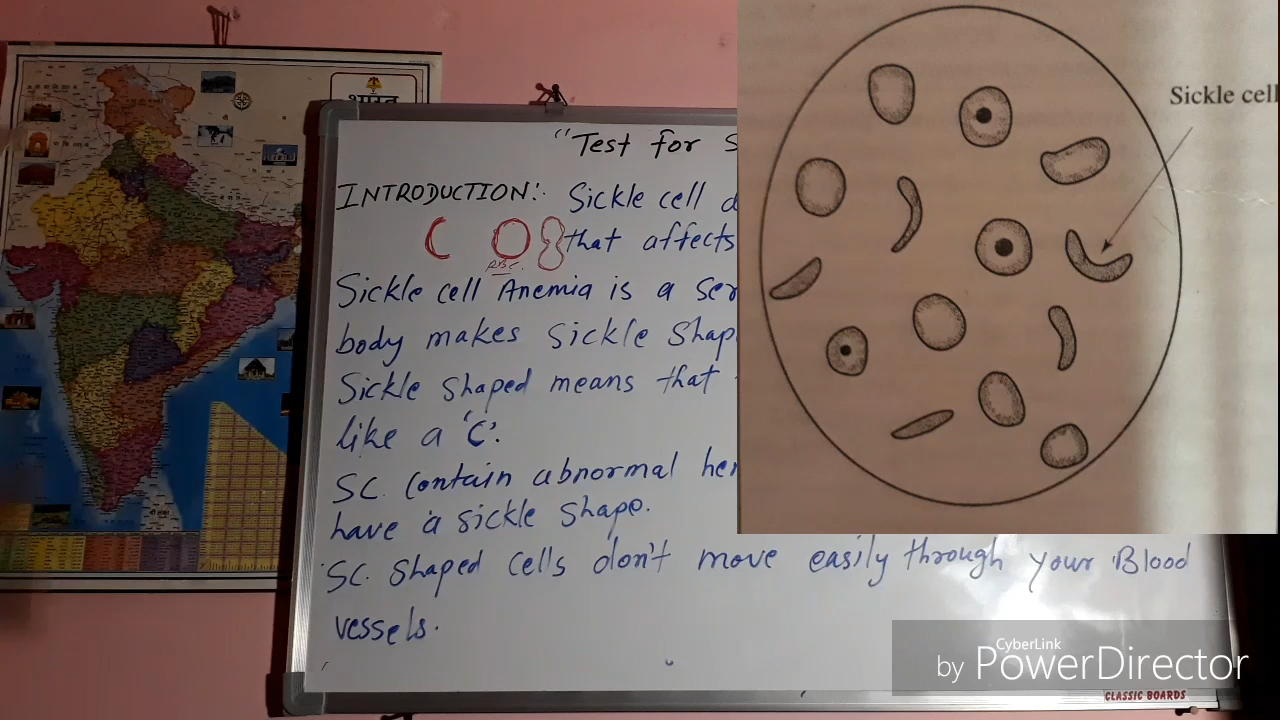 भारत
"Test for S
INTRODUCTION:. Sickle cell d
that affects
RBC.
Sickle cell Anemia is a ser
body makes sickle shap
Sickle shaped means that
like a 'C'.
SC. Contain abnormal hem
have a sickle shape.
SC. shaped cells don't move easily through your Blood
vessels.
Sickle cell
CyberLink
by PowerDirector
CLASSIC BOARDS